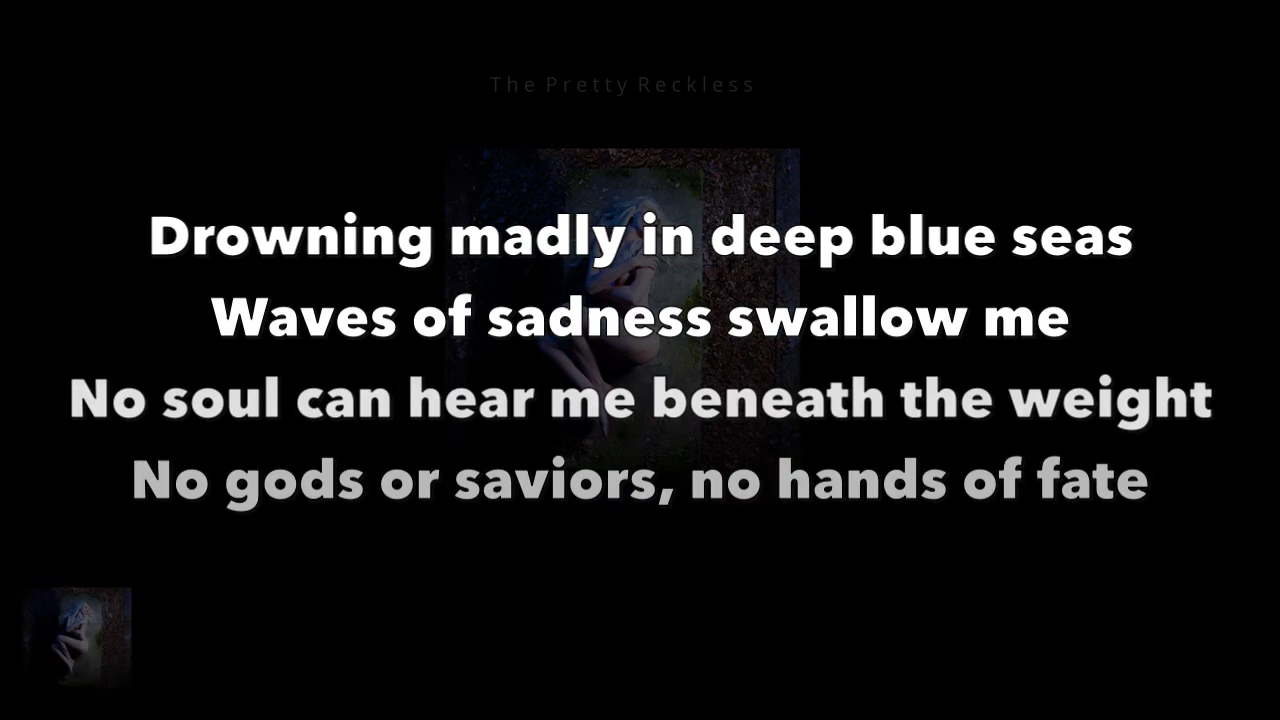 The Pretty Reckless
Drowning madly in deep blue seas
Waves of sadness swallow me
No soul can hear me beneath the weight
No gods or saviors, no hands of fate